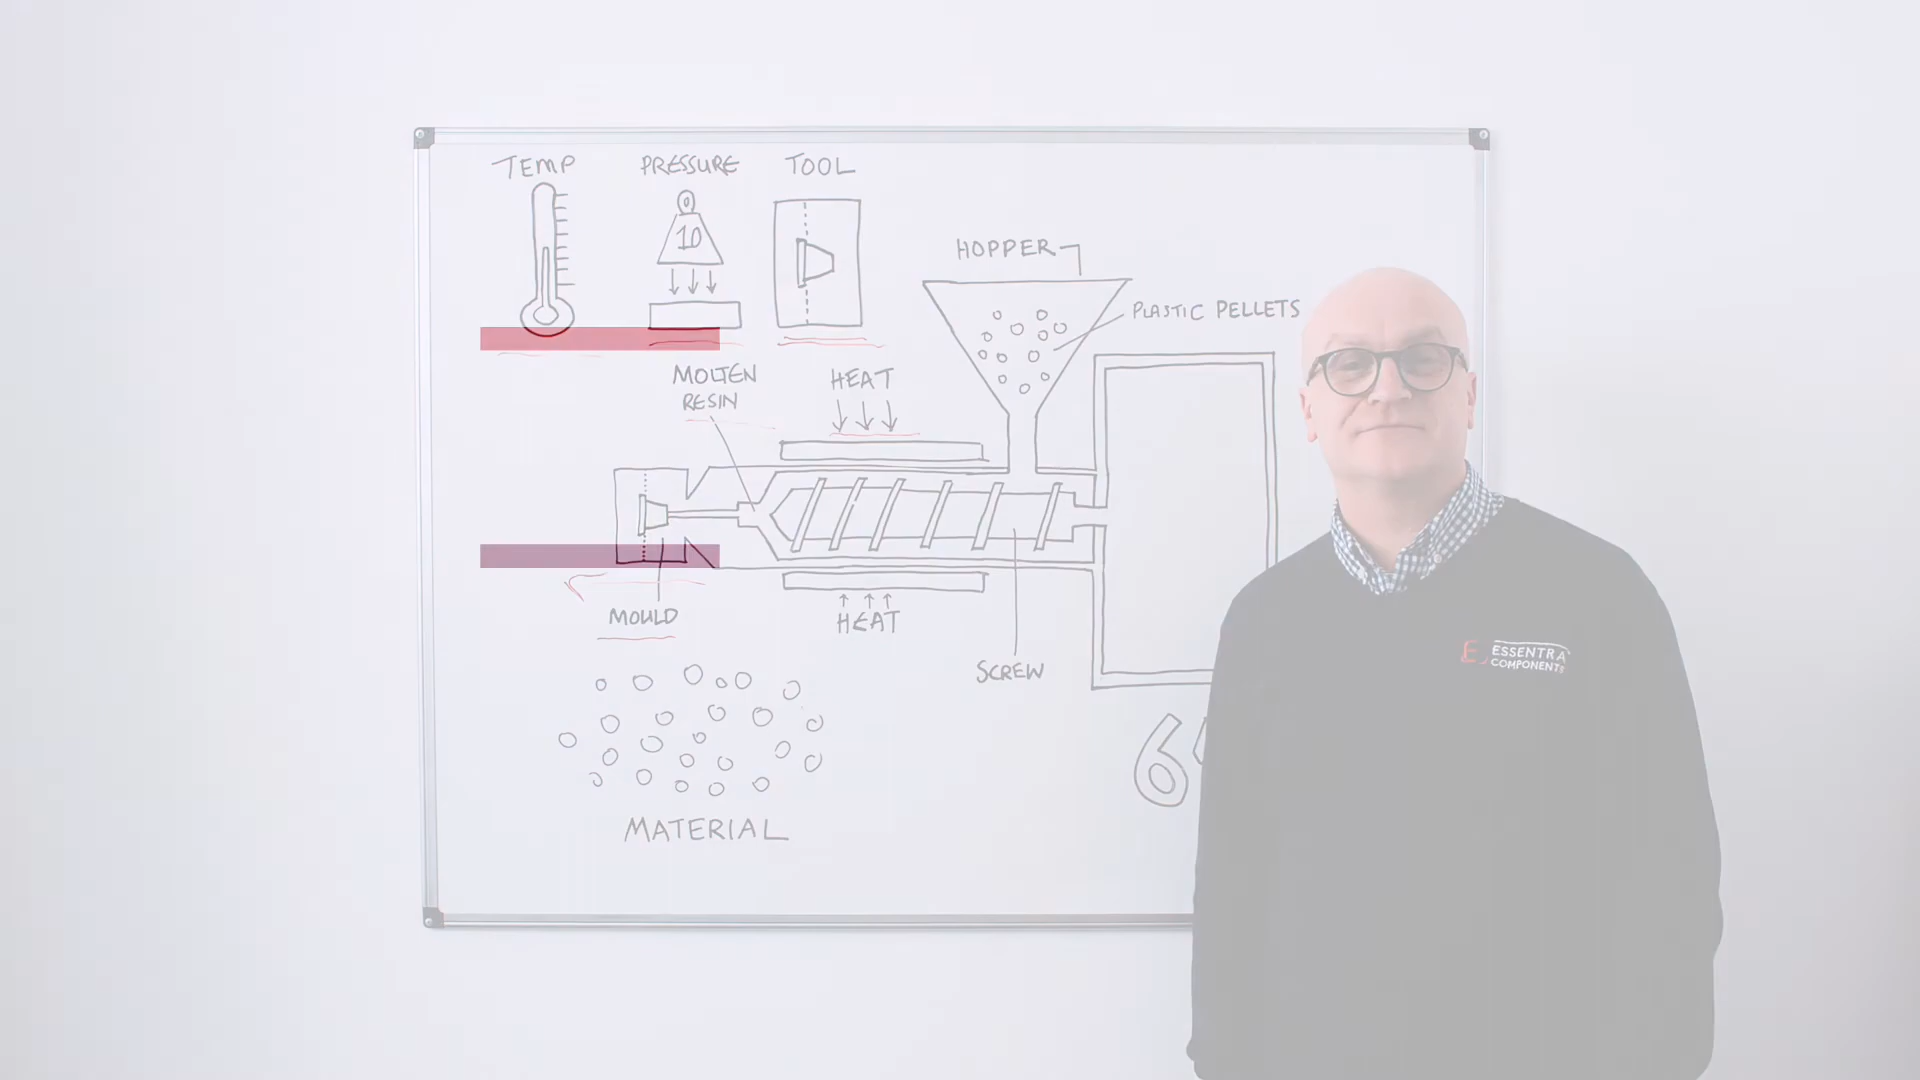 TEMP
PRESSURE
TOOL
10
HOPPER
PLASTIC PELLETS
MOLTEN
RESIN
HEAT
MOULD
HEAT
SCREW
ESSENTRA
COMPONENTS
MATERIAL